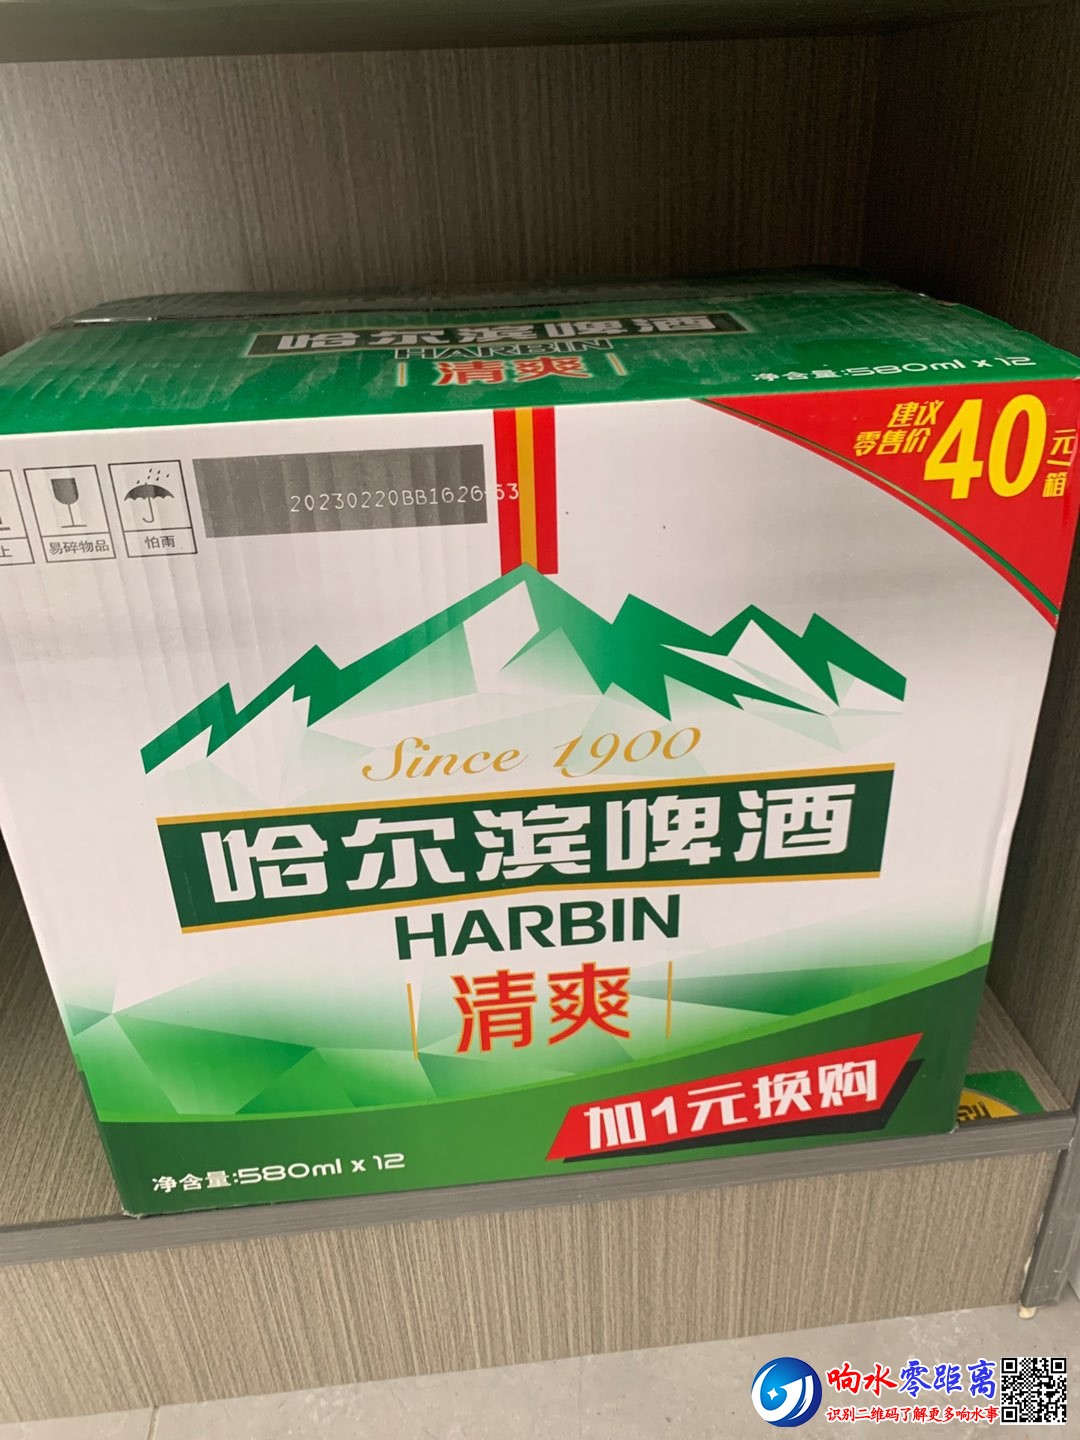 哈尔滨啤酒
HARBIN
清爽
净含量:580ml x 12
建议
零售价
40元/箱
20230220BB1626 53
上
易碎物品
怕雨
Since 1900
哈尔滨啤酒
HARBIN
清爽
加1元换购
净含量:580ml x 12
响水零距离
识别二维码了解更多响水事